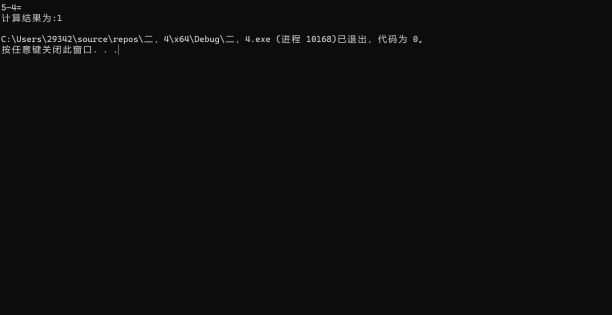 5-4=
计算结果为:1
C:\Users\29342\source\repos\二, 4\x64\Debug\二, 4.exe (进程 10168)已退出，代码为 0。
按任意键关闭此窗口. . .